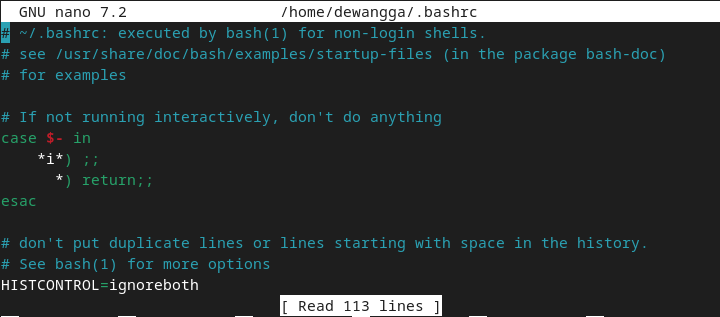 GNU nano 7.2 /home/dewangga/.bashrc
# ~/.bashrc: executed by bash(1) for non-login shells.
# see /usr/share/doc/bash/examples/startup-files (in the package bash-doc)
# for examples
# If not running interactively, don't do anything
case $- in
    *i*) ;;
      *) return;;
esac
# don't put duplicate lines or lines starting with space in the history.
# See bash(1) for more options
HISTCONTROL=ignoreboth
[ Read 113 lines ]